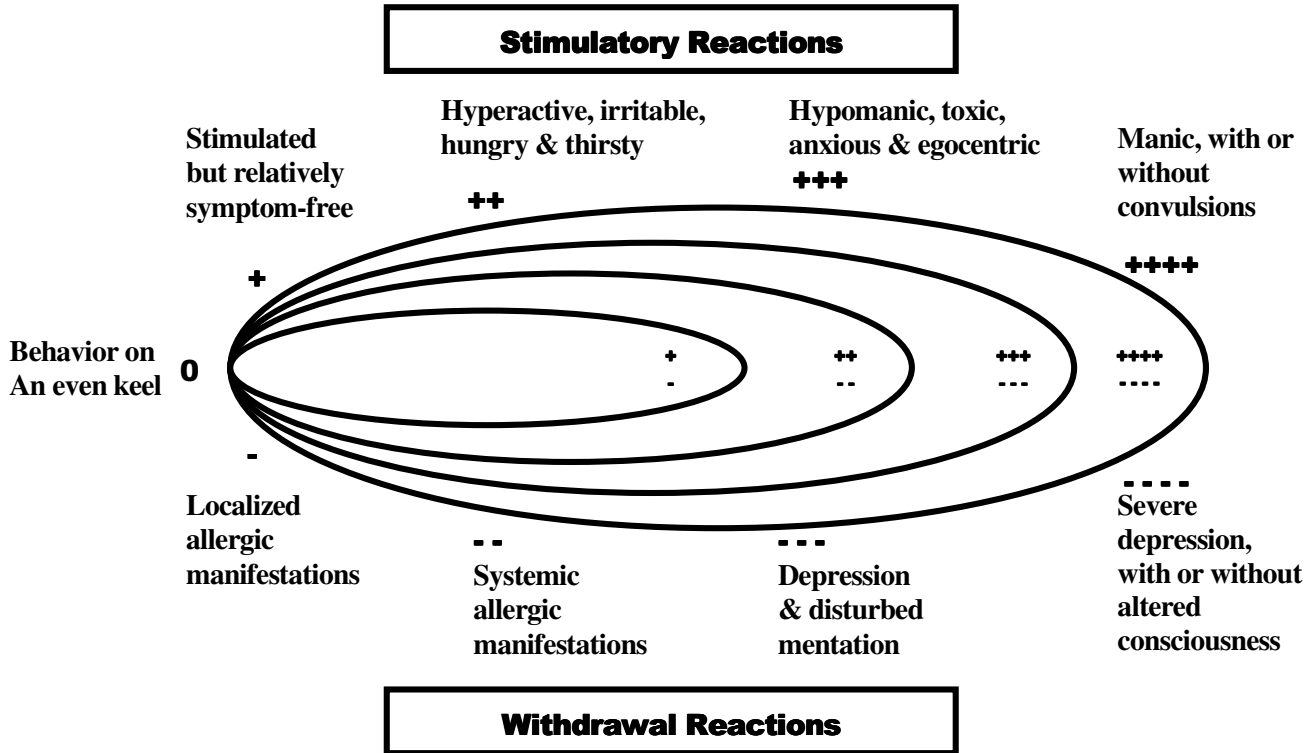 Stimulatory Reactions
Stimulated
but relatively
symptom-free
Hyperactive, irritable,
hungry & thirsty
Hypomanic, toxic,
anxious & egocentric
Manic, with or
without
convulsions
+
++
+++
++++
Behavior on
An even keel
0
+
-
++
--
+++
---
++++
----
-
--
---
----
Localized
allergic
manifestations
Systemic
allergic
manifestations
Depression
& disturbed
mentation
Severe
depression,
with or without
altered
consciousness
Withdrawal Reactions